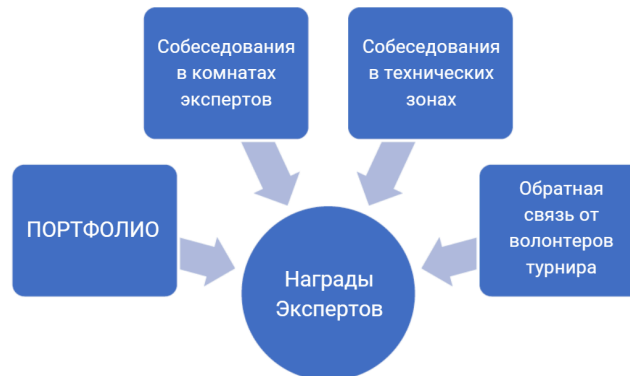 Собеседования
в комнатах
экспертов
Собеседования
в технических
зонах
ПОРТФОЛИО
Обратная
связь от
волонтеров
турнира
Награды
Экспертов